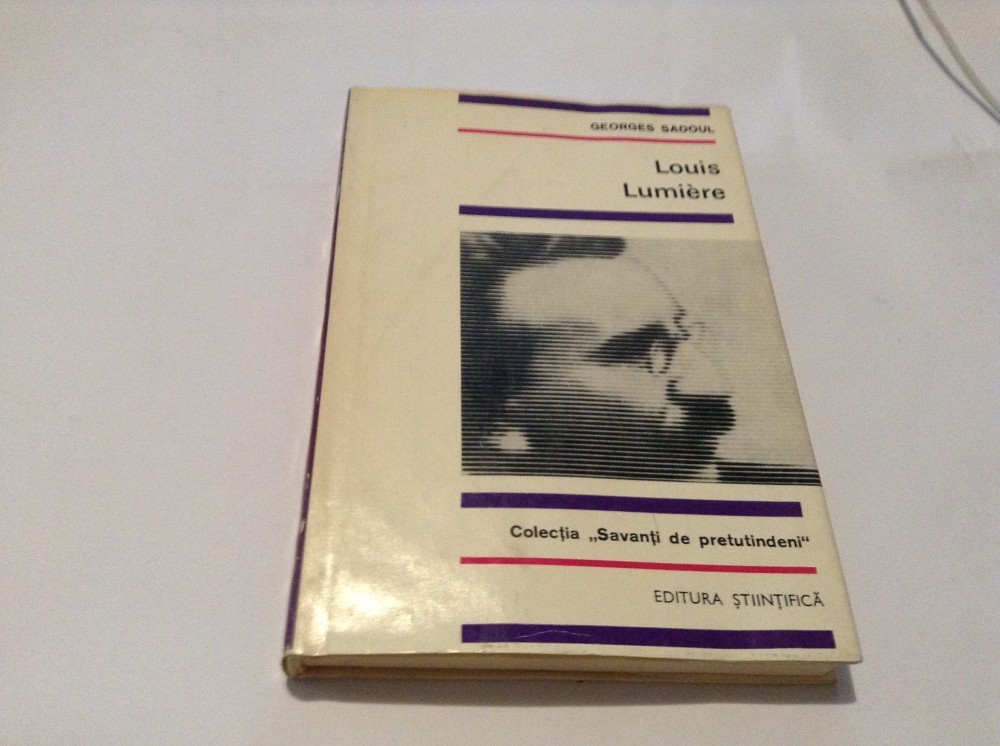 GEORGES SADOUL
Louis
Lumière
Colecția „Savanți de pretutindeni“
EDITURA ȘTIINȚIFICĂ